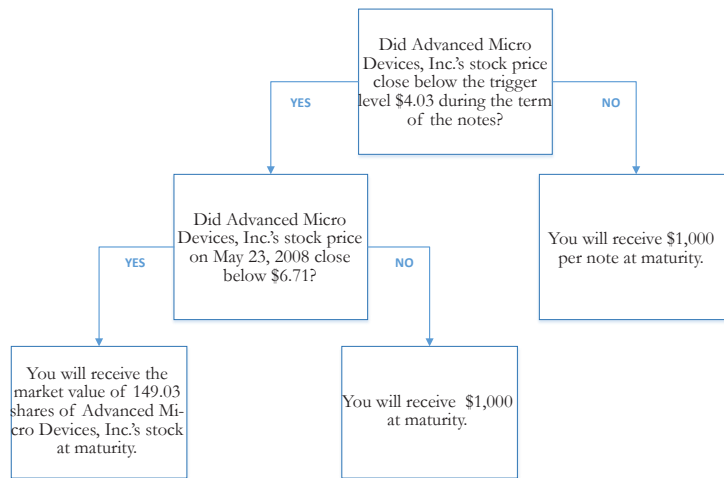 Did Advanced Micro
Devices, Inc.'s stock price
close below the trigger
level $4.03 during the term
of the notes?
YES
NO
Did Advanced Micro
Devices, Inc.'s stock price
on May 23, 2008 close
below $6.71?
You will receive $1,000
per note at maturity.
YES
NO
You will receive the
market value of 149.03
shares of Advanced Mi-
cro Devices, Inc.'s stock
at maturity.
You will receive $1,000
at maturity.